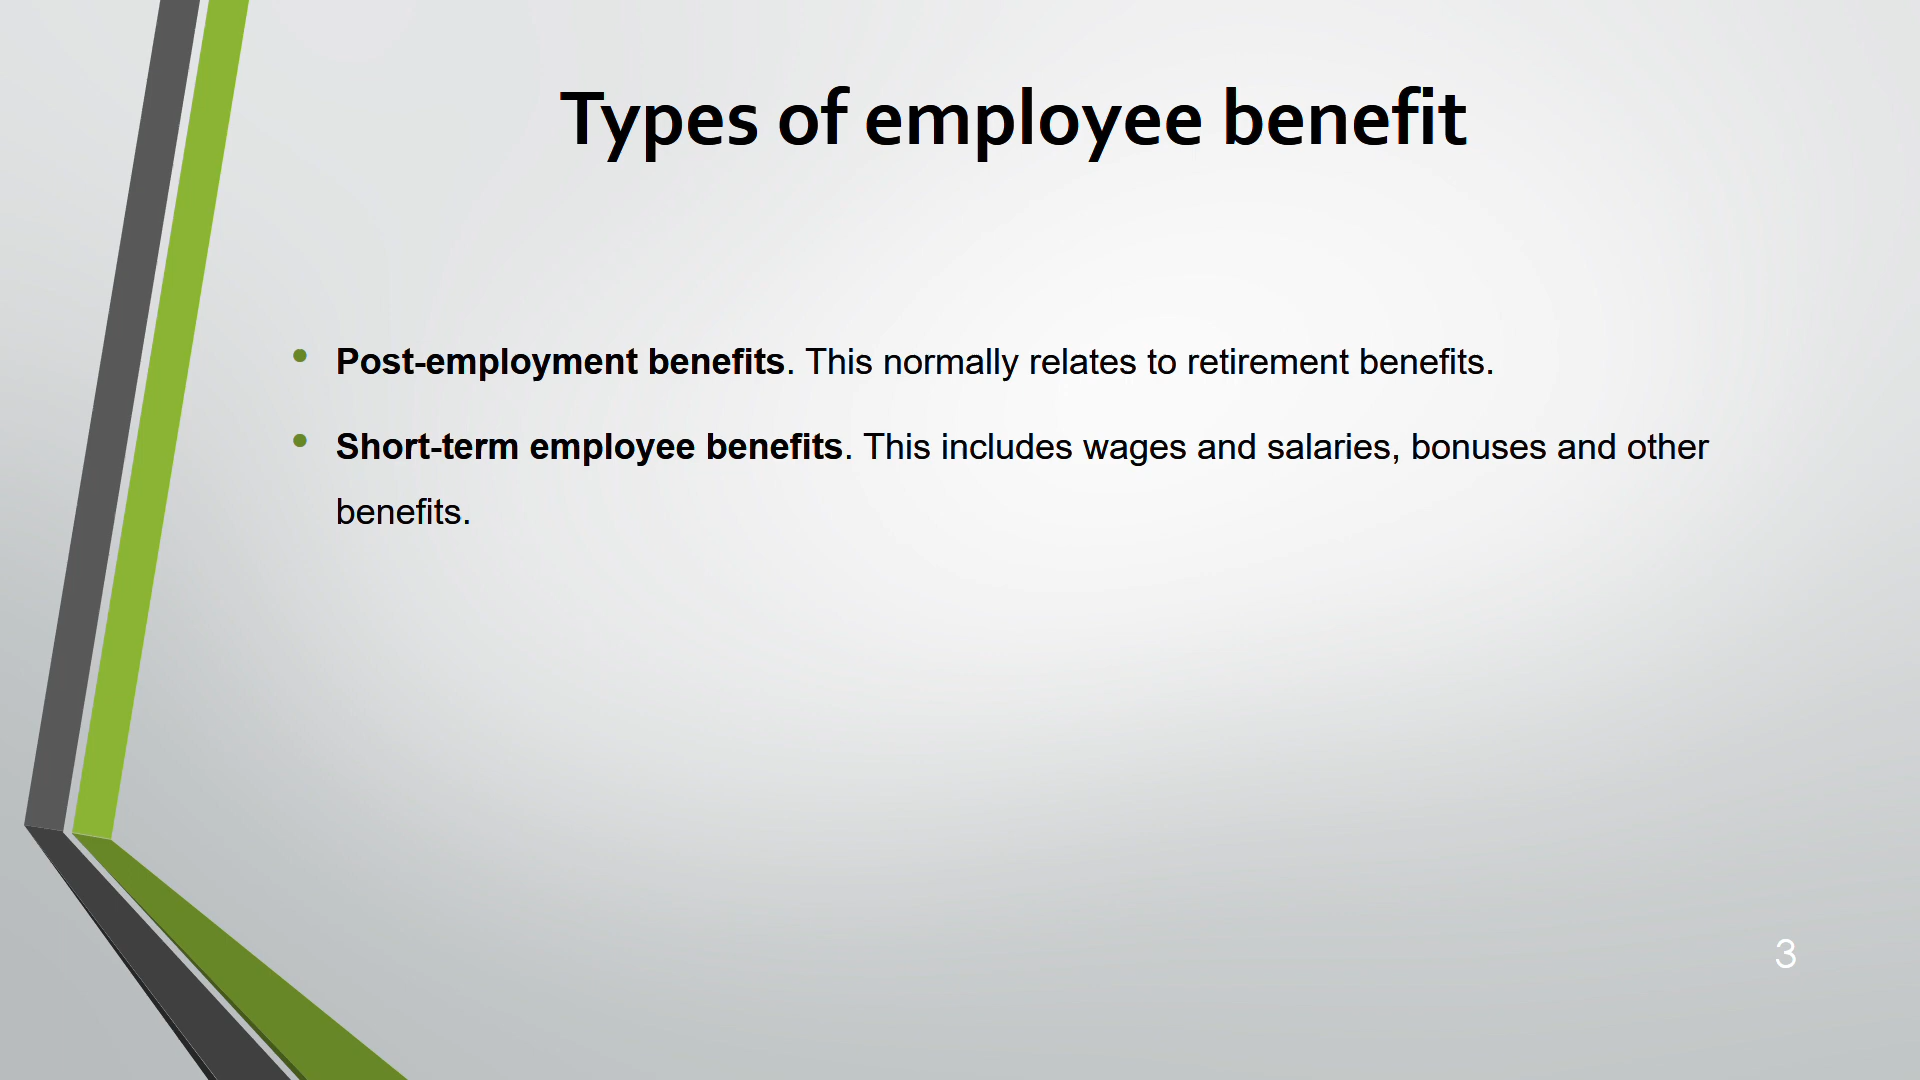 Types of employee benefit
• Post-employment benefits. This normally relates to retirement benefits.
• Short-term employee benefits. This includes wages and salaries, bonuses and other
benefits.
3